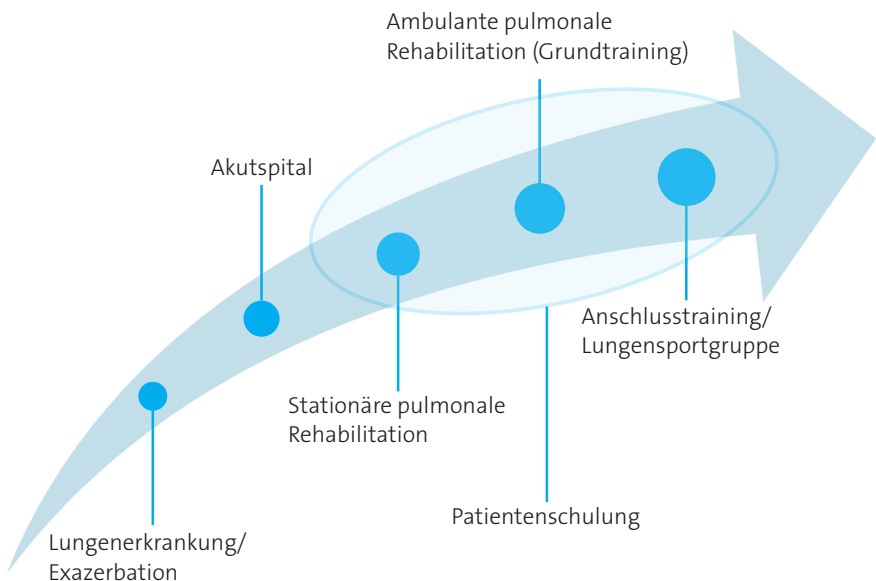 Ambulante pulmonale
Rehabilitation (Grundtraining)
Akutspital
Anschlusstraining/
Lungensportgruppe
Stationäre pulmonale
Rehabilitation
Patientenschulung
Lungenerkrankung/
Exazerbation